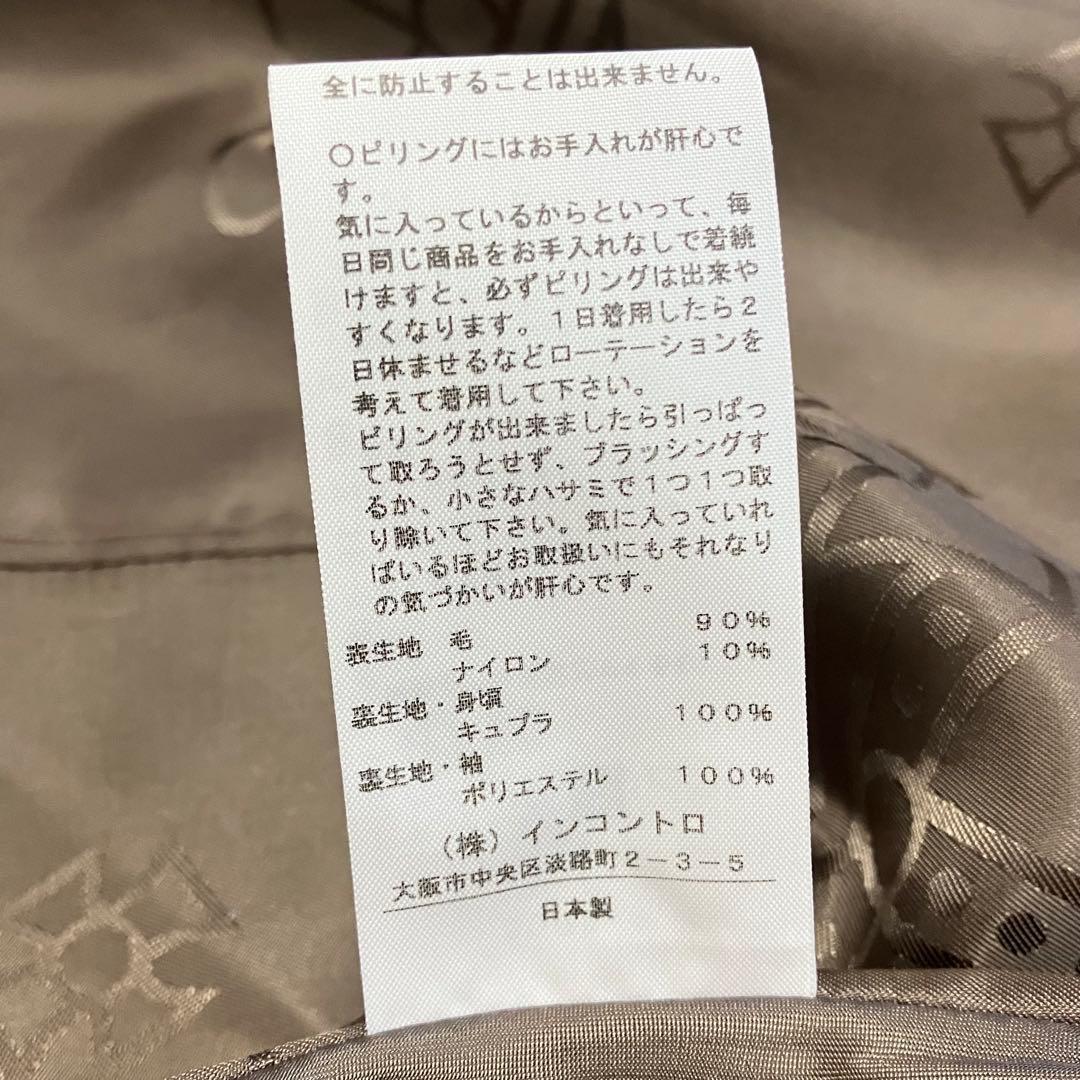 全に防止することは出来ません。
○ピリングにはお手入れが肝心で
す。
気に入っているからといって、毎
日同じ商品をお手入れなしで着続
けますと、必ずピリングは出来や
すくなります。1日着用したら2
日休ませるなどローテーションを
考えて着用して下さい。
ピリングが出来ましたら引っぱっ
て取ろうとせず、ブラッシングす
るか、小さなハサミで1つ1つ取
り除いて下さい。気に入っていれ
ばいるほどお取扱いにもそれなり
の気づかいが肝心です。
表生地 毛 90%
ナイロン 10%
裏生地・身頃
キュプラ 100%
裏生地・袖
ポリエステル 100%
(株)インコントロ
大阪市中央区淡路町2-3-5
日本製